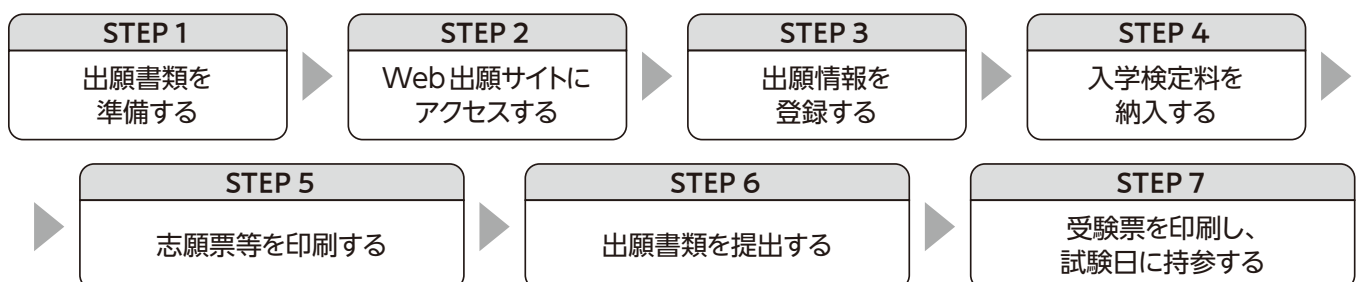 STEP 1
出願書類を
準備する
STEP 2
Web出願サイトに
アクセスする
STEP 3
出願情報を
登録する
STEP 4
入学検定料を
納入する
STEP 5
志願票等を印刷する
STEP 6
出願書類を提出する
STEP 7
受験票を印刷し、
試験日に持参する